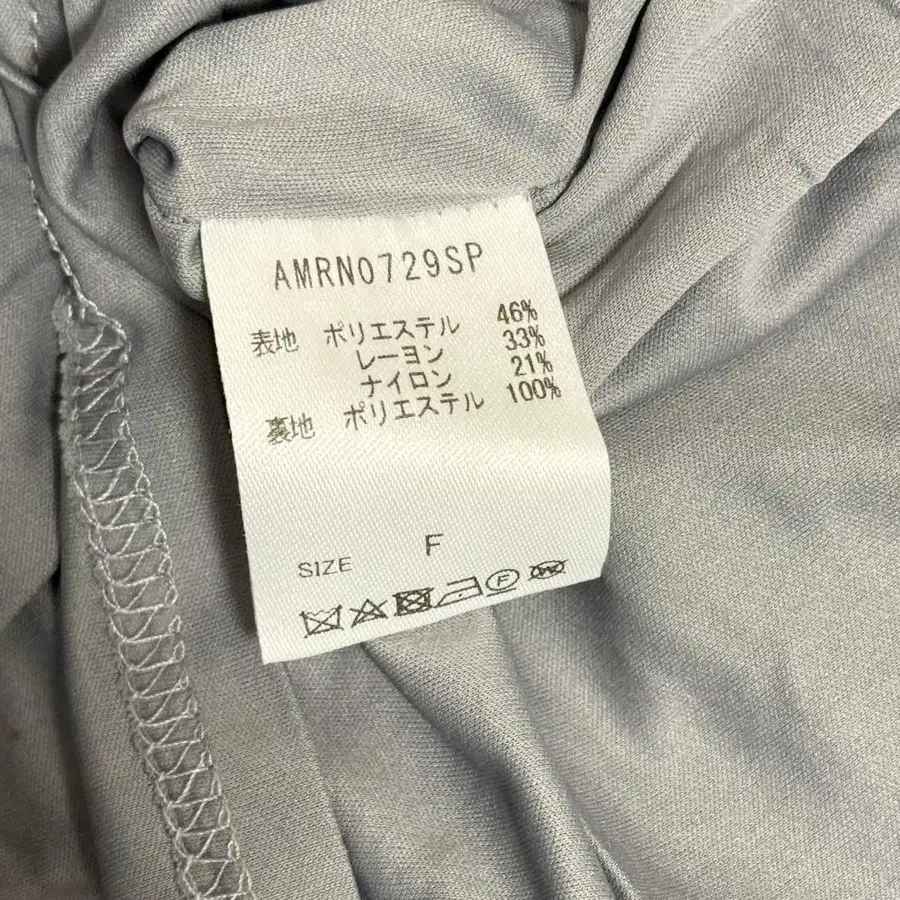 AMRN0729SP
表地 ポリエステル 46%
レーヨン 33%
ナイロン 21%
裏地 ポリエステル 100%
SIZE F
F
W